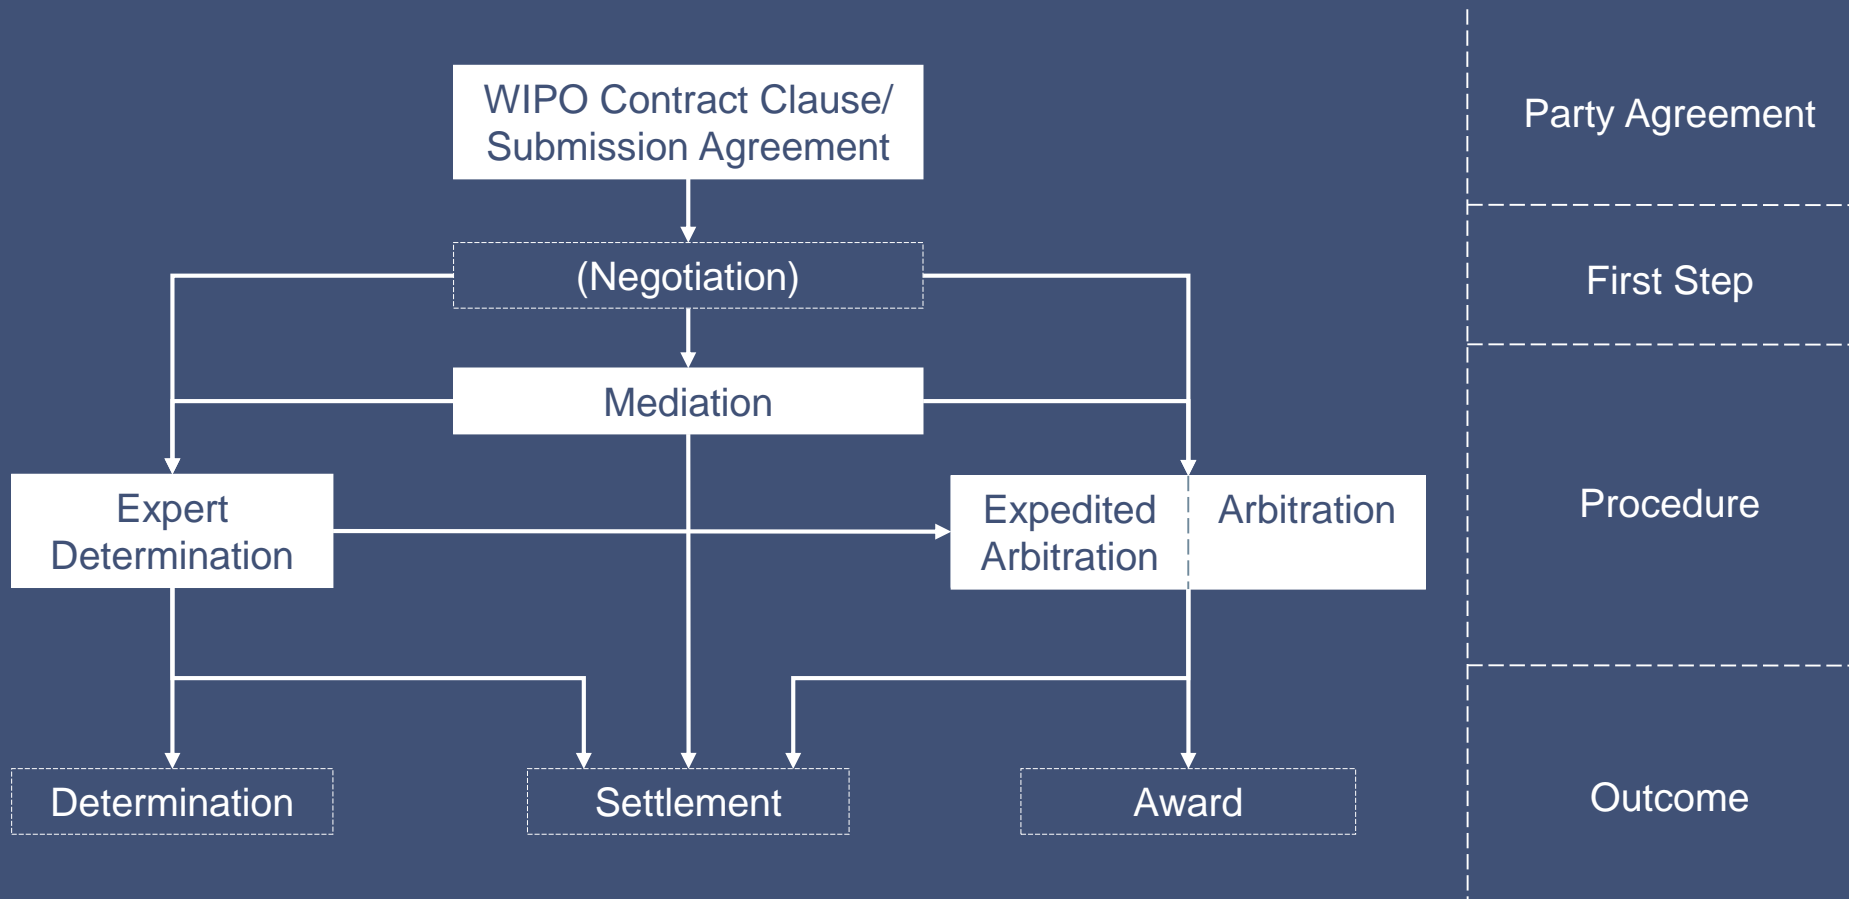 WIPO Contract Clause/
Submission Agreement
Party Agreement
(Negotiation)
First Step
Mediation
Expert
Determination
Expedited
Arbitration
Arbitration
Procedure
Determination
Settlement
Award
Outcome